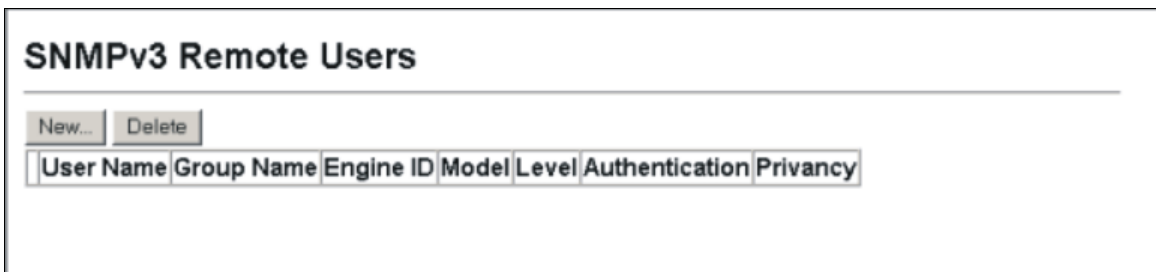 SNMPv3 Remote Users
New... Delete
User Name Group Name Engine ID Model Level Authentication Privancy